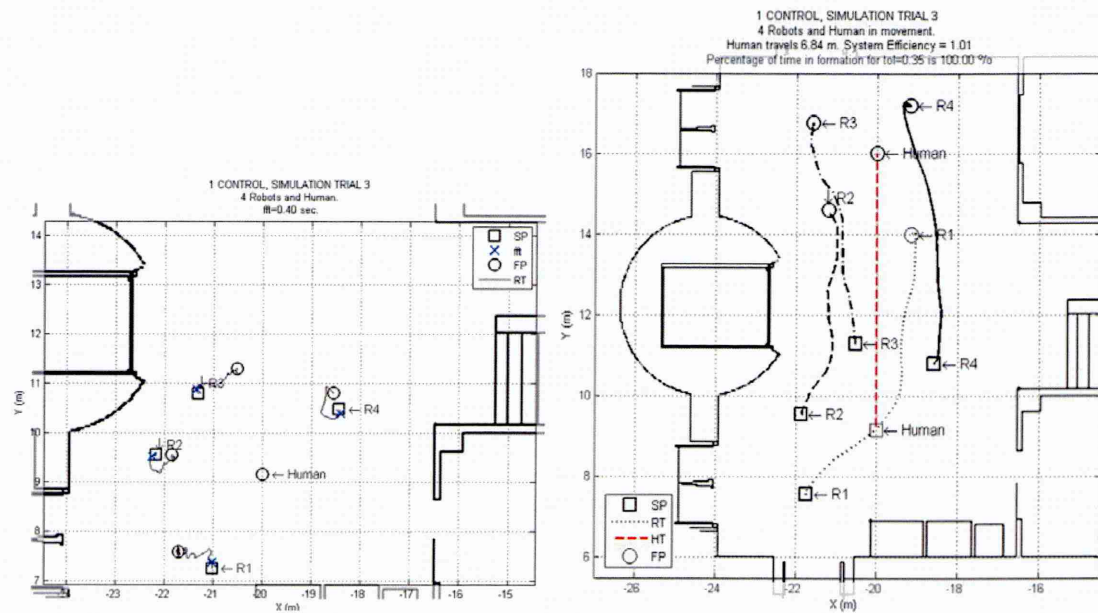 1 CONTROL, SIMULATION TRIAL 3
4 Robots and Human.
fft=0.40 sec.
14
13
12
11
10
9
8
7
Y (m)
SP
fft
FP
RT
R3
R4
R2
Human
R1
-24
-23
-22
-21
-20
-19
-18
-17
-16
-15
X (m)
1 CONTROL, SIMULATION TRIAL 3
4 Robots and Human in movement.
Human travels 6.84 m. System Efficiency = 1.01
Percentage of time in formation for tol=0.35 is 100.00 %
18
16
14
12
10
8
6
Y (m)
R4
R3
Human
R2
R1
R3
R4
R2
Human
R1
SP
RT
HT
FP
-26
-24
-22
-20
-18
-16
X (m)